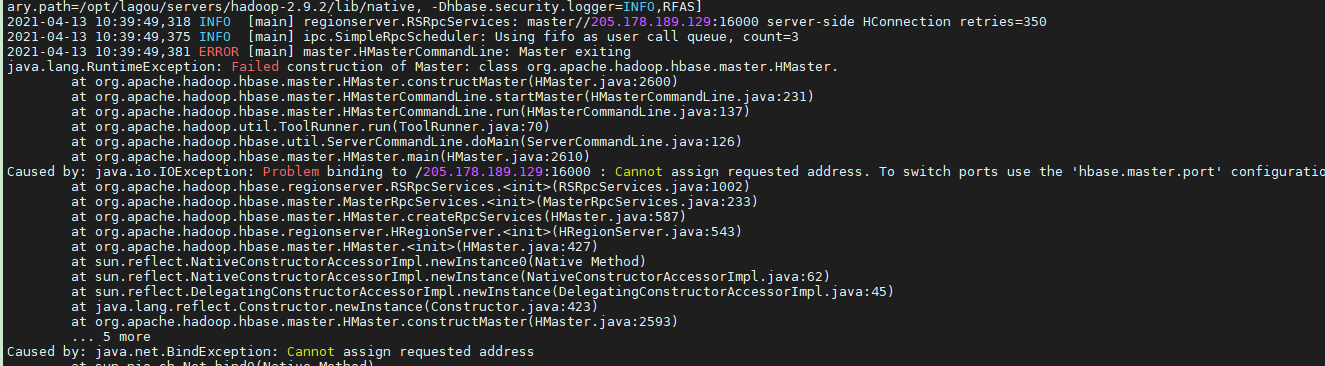 ary.path=/opt/lagou/servers/hadoop-2.9.2/lib/native, -Dhbase.security.logger=INFO,RFAS]
2021-04-13 10:39:49,318 INFO  [main] regionserver.RSRpcServices: master//205.178.189.129:16000 server-side HConnection retries=350
2021-04-13 10:39:49,375 INFO  [main] ipc.SimpleRpcScheduler: Using fifo as user call queue, count=3
2021-04-13 10:39:49,381 ERROR [main] master.HMasterCommandLine: Master exiting
java.lang.RuntimeException: Failed construction of Master: class org.apache.hadoop.hbase.master.HMaster.
        at org.apache.hadoop.hbase.master.HMaster.constructMaster(HMaster.java:2600)
        at org.apache.hadoop.hbase.master.HMasterCommandLine.startMaster(HMasterCommandLine.java:231)
        at org.apache.hadoop.hbase.master.HMasterCommandLine.run(HMasterCommandLine.java:137)
        at org.apache.hadoop.util.ToolRunner.run(ToolRunner.java:70)
        at org.apache.hadoop.hbase.util.ServerCommandLine.doMain(ServerCommandLine.java:126)
        at org.apache.hadoop.hbase.master.HMaster.main(HMaster.java:2610)
Caused by: java.io.IOException: Problem binding to /205.178.189.129:16000 : Cannot assign requested address. To switch ports use the 'hbase.master.port' configuratio
        at org.apache.hadoop.hbase.regionserver.RSRpcServices.<init>(RSRpcServices.java:1002)
        at org.apache.hadoop.hbase.master.MasterRpcServices.<init>(MasterRpcServices.java:233)
        at org.apache.hadoop.hbase.master.HMaster.createRpcServices(HMaster.java:587)
        at org.apache.hadoop.hbase.regionserver.HRegionServer.<init>(HRegionServer.java:543)
        at org.apache.hadoop.hbase.master.HMaster.<init>(HMaster.java:427)
        at sun.reflect.NativeConstructorAccessorImpl.newInstance0(Native Method)
        at sun.reflect.NativeConstructorAccessorImpl.newInstance(NativeConstructorAccessorImpl.java:62)
        at sun.reflect.DelegatingConstructorAccessorImpl.newInstance(DelegatingConstructorAccessorImpl.java:45)
        at java.lang.reflect.Constructor.newInstance(Constructor.java:423)
        at org.apache.hadoop.hbase.master.HMaster.constructMaster(HMaster.java:2593)
        ... 5 more
Caused by: java.net.BindException: Cannot assign requested address
        at sun.nio.ch.Net.bind0(Native Method)